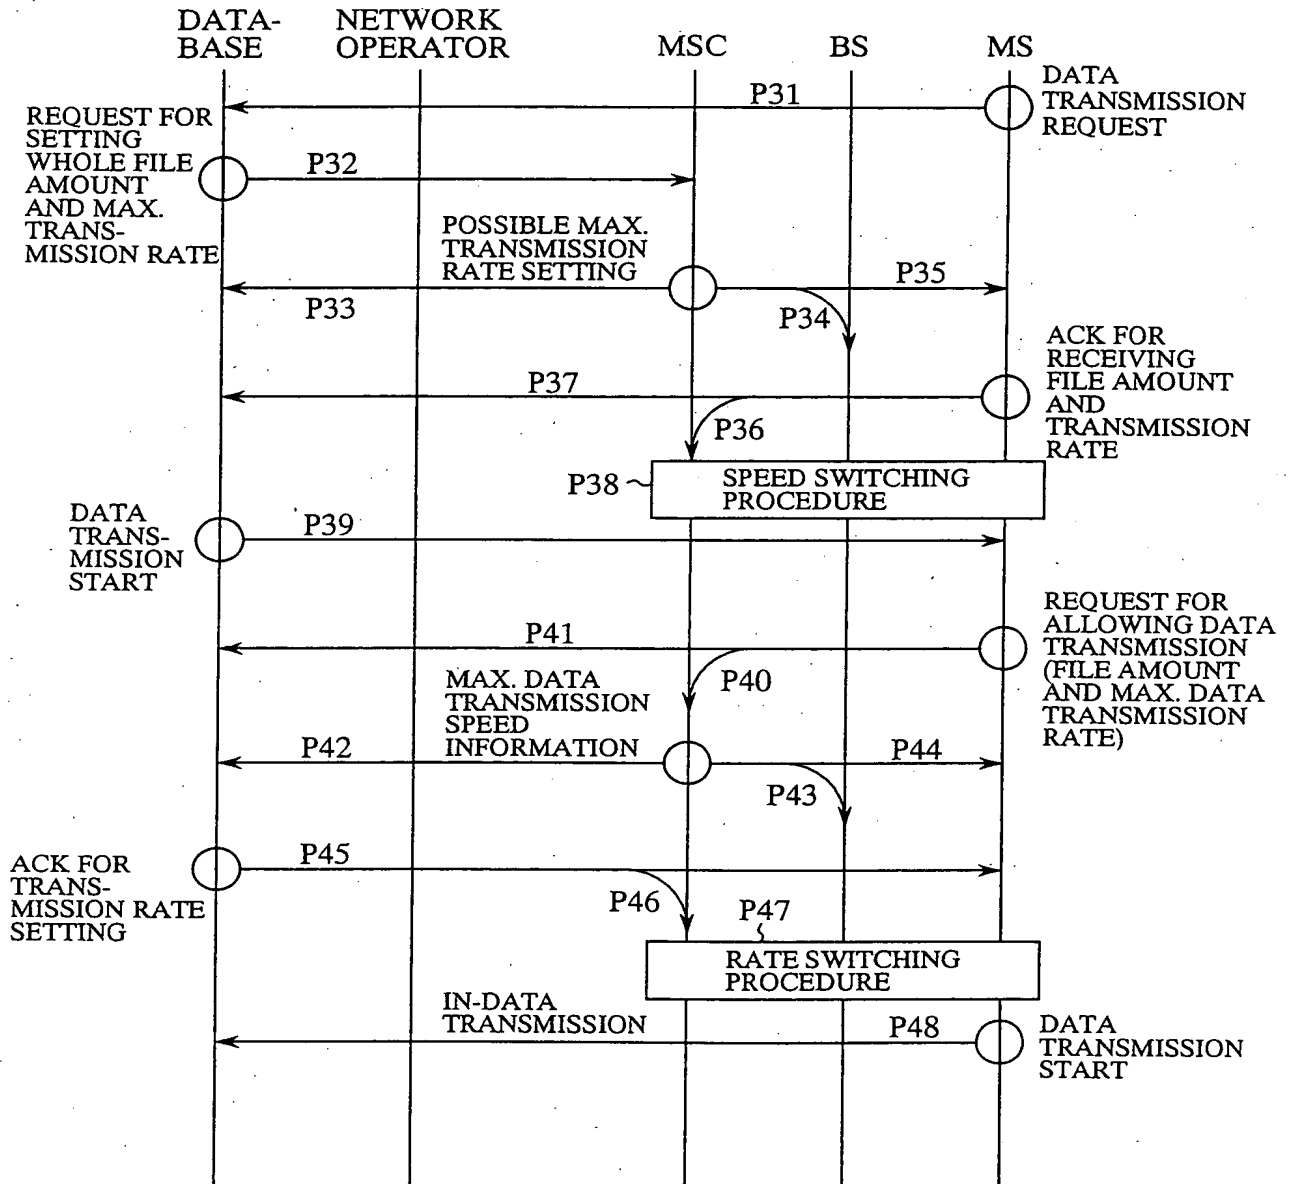 DATA-
BASE
NETWORK
OPERATOR
MSC
BS
MS
P31
DATA
TRANSMISSION
REQUEST
REQUEST FOR
SETTING
WHOLE FILE
AMOUNT
AND MAX.
TRANS-
MISSION RATE
P32
POSSIBLE MAX.
TRANSMISSION
RATE SETTING
P33
P35
P34
ACK FOR
RECEIVING
FILE AMOUNT
AND
TRANSMISSION
RATE
P37
P36
P38
SPEED SWITCHING
PROCEDURE
DATA
TRANS-
MISSION
START
P39
REQUEST FOR
ALLOWING DATA
TRANSMISSION
(FILE AMOUNT
AND MAX. DATA
TRANSMISSION
RATE)
P41
P40
MAX. DATA
TRANSMISSION
SPEED
INFORMATION
P42
P44
P43
ACK FOR
TRANS-
MISSION RATE
SETTING
P45
P46
P47
RATE SWITCHING
PROCEDURE
IN-DATA
TRANSMISSION
P48
DATA
TRANSMISSION
START